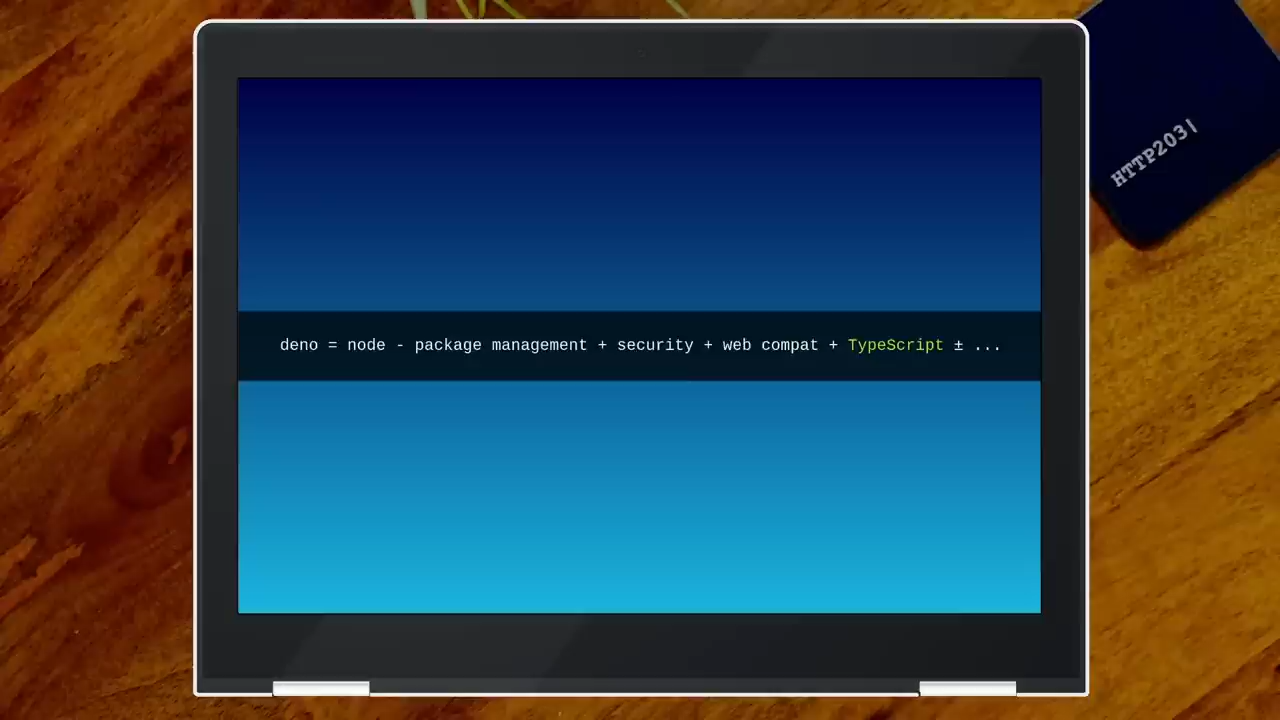 HTTP203|
deno = node - package management + security + web compat + TypeScript ± ...